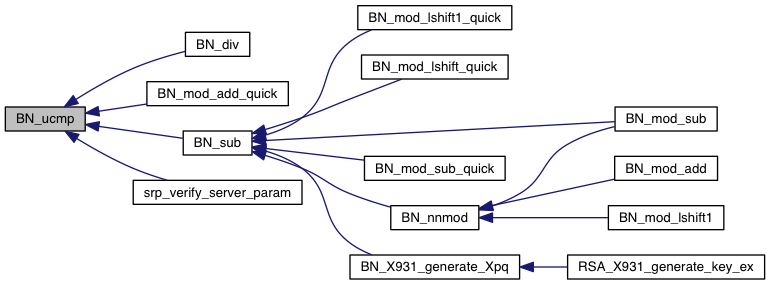 BN_mod_lshift1_quick
BN_div
BN_mod_lshift_quick
BN_mod_add_quick
BN_ucmp
BN_mod_sub
BN_sub
BN_mod_sub_quick
BN_mod_add
srp_verify_server_param
BN_nnmod
BN_mod_lshift1
BN_X931_generate_Xpq
RSA_X931_generate_key_ex